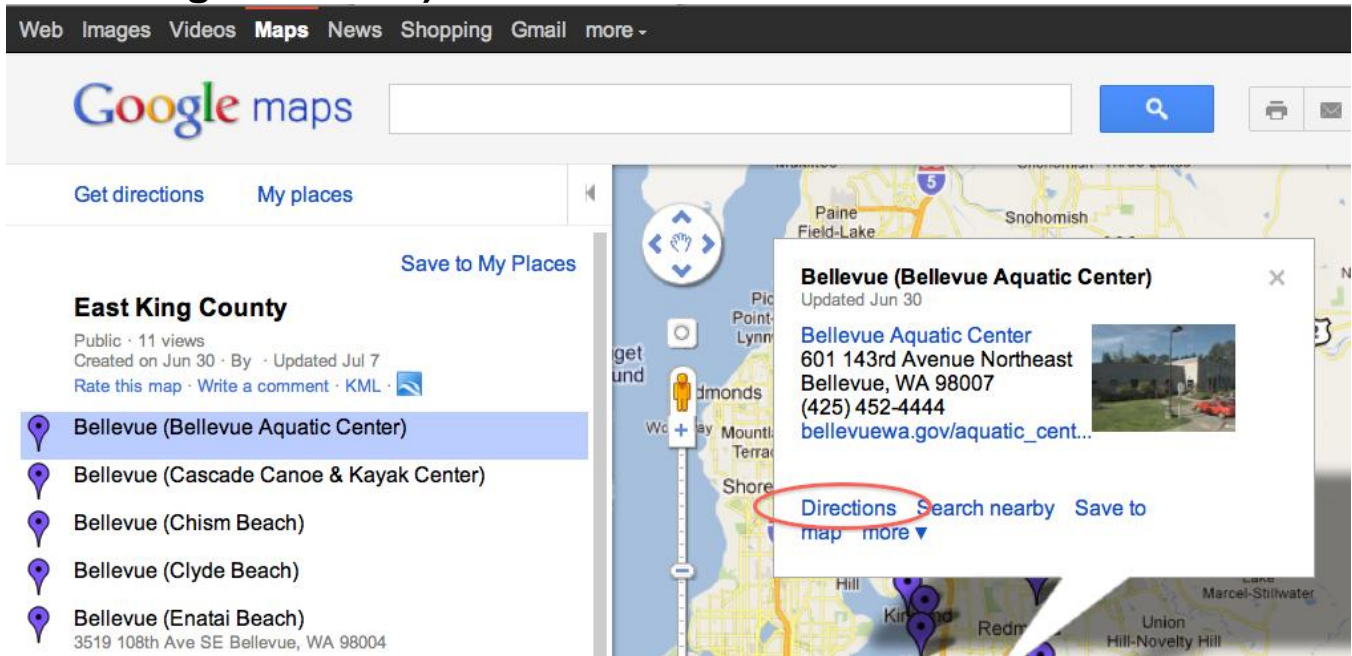 Web Images Videos Maps News Shopping Gmail more
Google maps
Get directions My places
Save to My Places
East King County
Public · 11 views
Created on Jun 30 · By · Updated Jul 7
Rate this map · Write a comment · KML ·
Bellevue (Bellevue Aquatic Center)
Bellevue (Cascade Canoe & Kayak Center)
Bellevue (Chism Beach)
Bellevue (Clyde Beach)
Bellevue (Enatai Beach)
3519 108th Ave SE Bellevue, WA 98004
5
Paine
Field-Lake
Snohomish
Bellevue (Bellevue Aquatic Center)
Updated Jun 30
Bellevue Aquatic Center
601 143rd Avenue Northeast
Bellevue, WA 98007
(425) 452-4444
bellevuewa.gov/aquatic_cent...
Directions Search nearby Save to
map more ▼
Point
Lynn
get
und
dmonds
Mountl
Terra
Shore
Hill
Marcel-Stillwater
Union
Hill-Novelty Hill